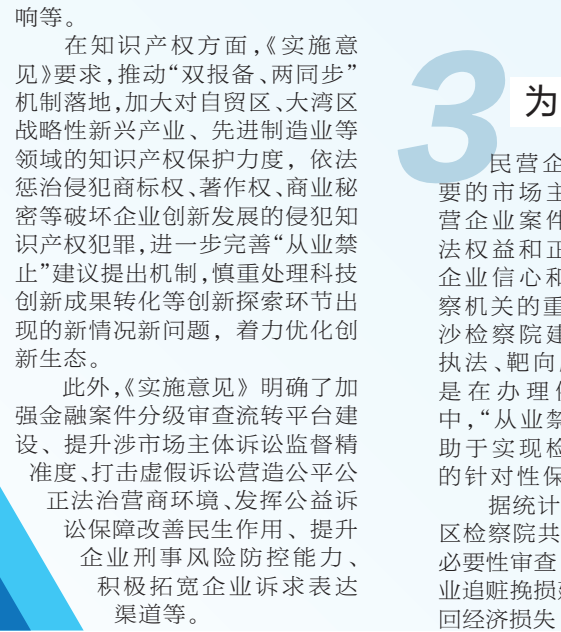 响等。
在知识产权方面,《实施意
见》要求,推动“双报备、两同步”
机制落地,加大对自贸区、大湾区
战略性新兴产业、先进制造业等
领域的知识产权保护力度，依法
惩治侵犯商标权、著作权、商业秘
密等破坏企业创新发展的侵犯知
识产权犯罪,进一步完善“从业禁
止”建议提出机制,慎重处理科技
创新成果转化等创新探索环节出
现的新情况新问题，着力优化创
新生态。
此外,《实施意见》明确了加
强金融案件分级审查流转平台建
设、提升涉市场主体诉讼监督精
准度、打击虚假诉讼营造公平公
正法治营商环境、发挥公益诉
讼保障改善民生作用、提升
企业刑事风险防控能力、
积极拓宽企业诉求表达
渠道等。
3
为
民营企
要的市场主
营企业案件
法权益和正
企业信心和
察机关的重
沙检察院建
执法、靶向
是在办理
中,“从业禁
助于实现检
的针对性保
据统计
区检察院共
必要性审查
业追赃挽损
回经济损失